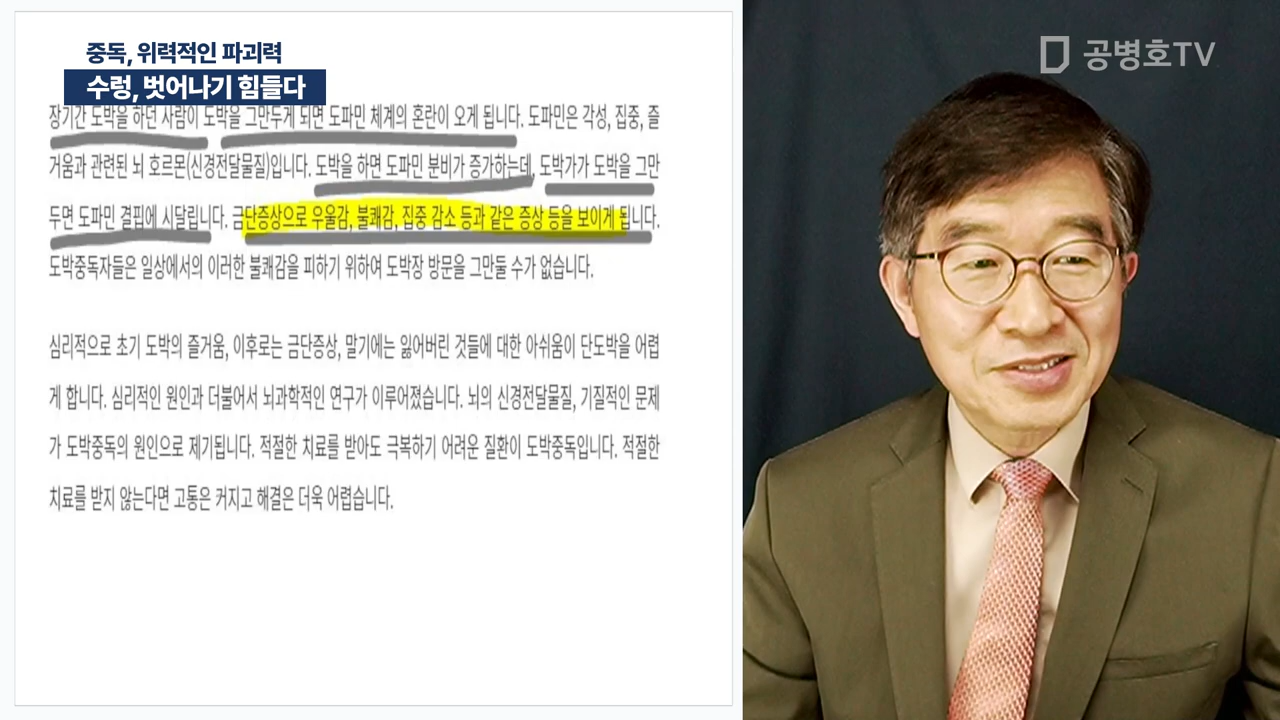 중독, 위력적인 파괴력
수렁, 벗어나기 힘들다
공병호TV
장기간 도박을 하던 사람이 도박을 그만두게 되면 도파민 체계의 혼란이 오게 됩니다. 도파민은 각성, 집중, 즐
거움과 관련된 뇌 호르몬(신경전달물질)입니다. 도박을 하면 도파민 분비가 증가하는데, 도박가가 도박을 그만
두면 도파민 결핍에 시달립니다. 금단증상으로 우울감, 불쾌감, 집중 감소 등과 같은 증상 등을 보이게 됩니다.
도박중독자들은 일상에서의 이러한 불쾌감을 피하기 위하여 도박장 방문을 그만둘 수가 없습니다.
심리적으로 초기 도박의 즐거움, 이후로는 금단증상, 말기에는 잃어버린 것들에 대한 아쉬움이 단도박을 어렵
게 합니다. 심리적인 원인과 더불어서 뇌과학적인 연구가 이루어졌습니다. 뇌의 신경전달물질, 기질적인 문제
가 도박중독의 원인으로 제기됩니다. 적절한 치료를 받아도 극복하기 어려운 질환이 도박중독입니다. 적절한
치료를 받지 않는다면 고통은 커지고 해결은 더욱 어렵습니다.